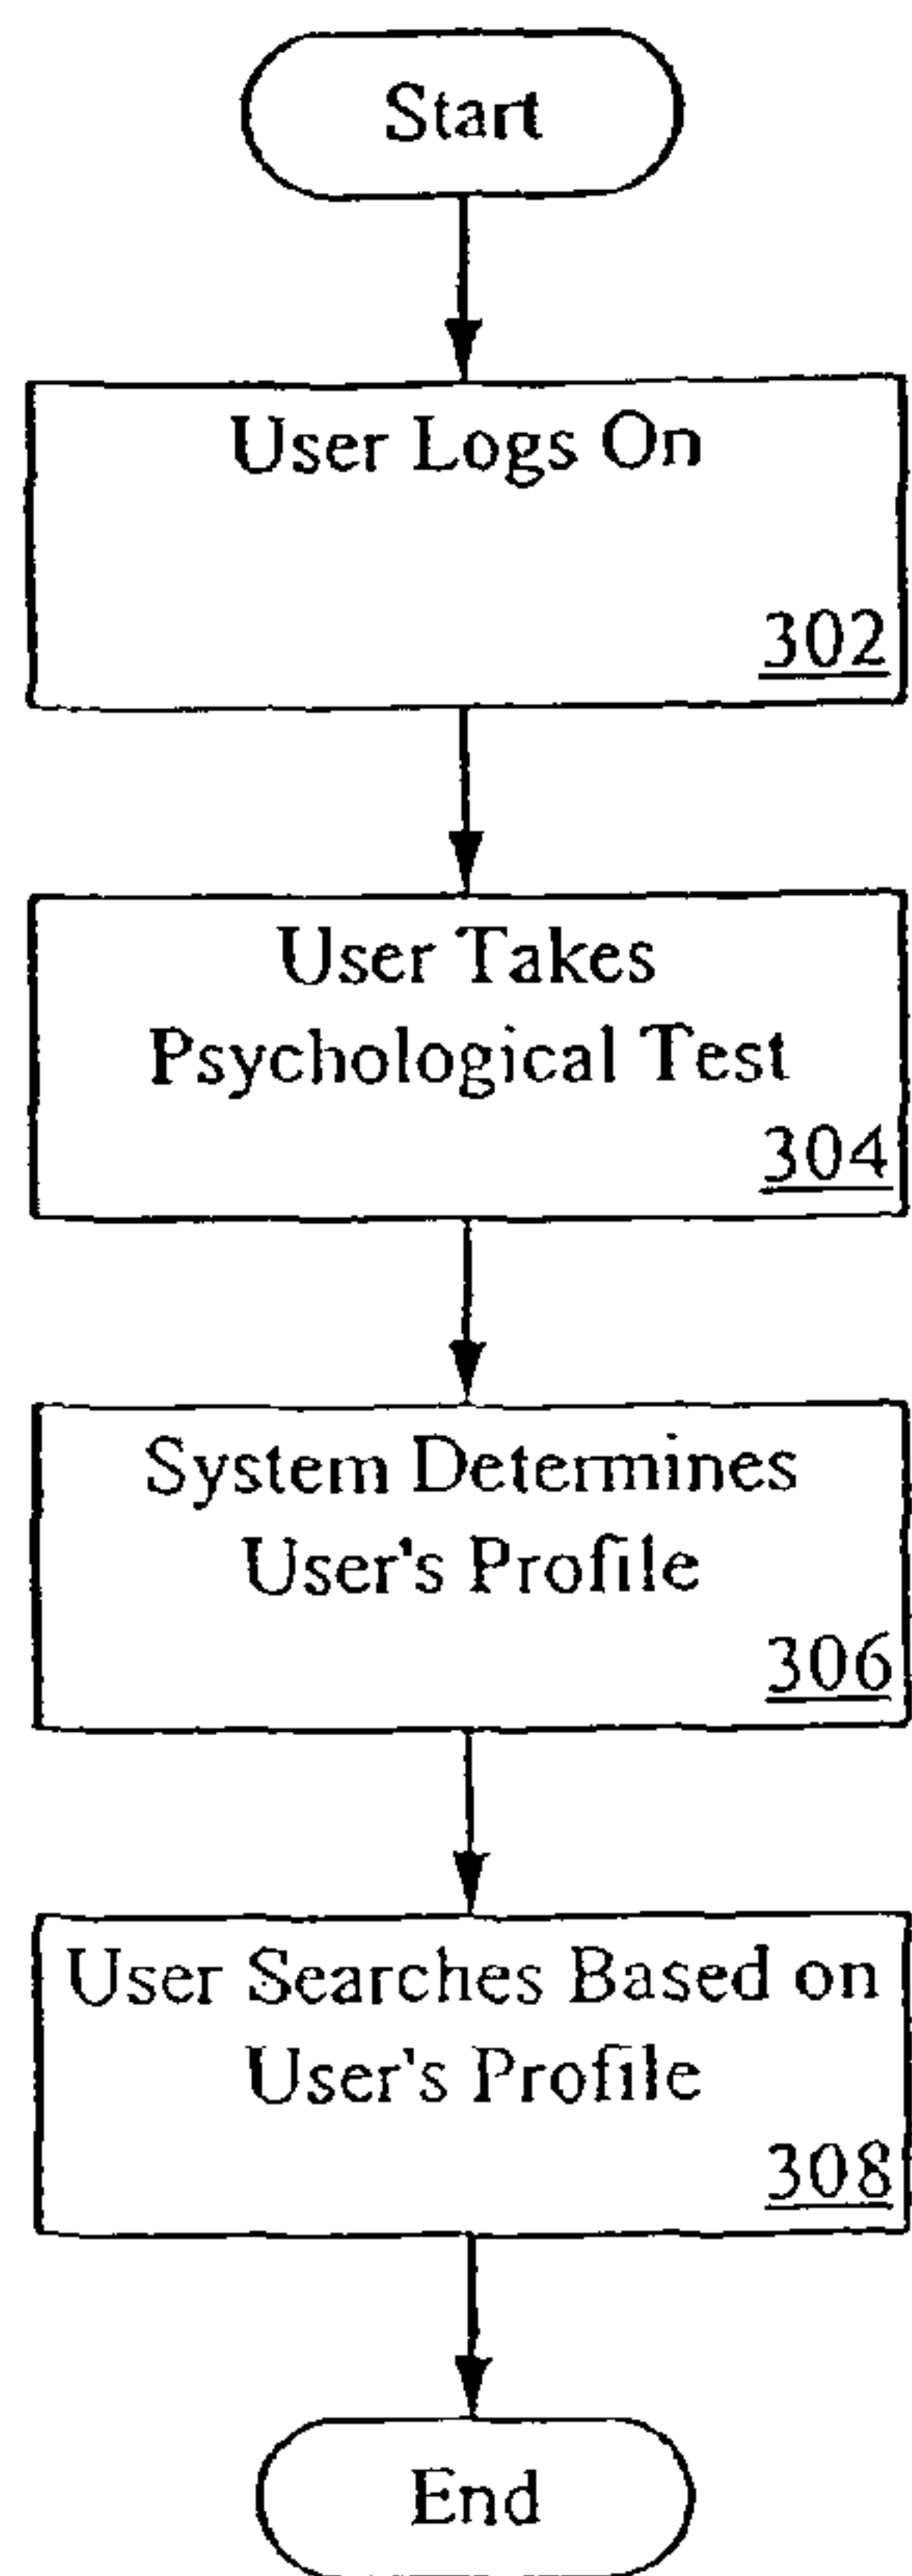 Start
User Logs On
302
User Takes
Psychological Test
304
System Determines
User's Profile
306
User Searches Based on
User's Profile
308
End